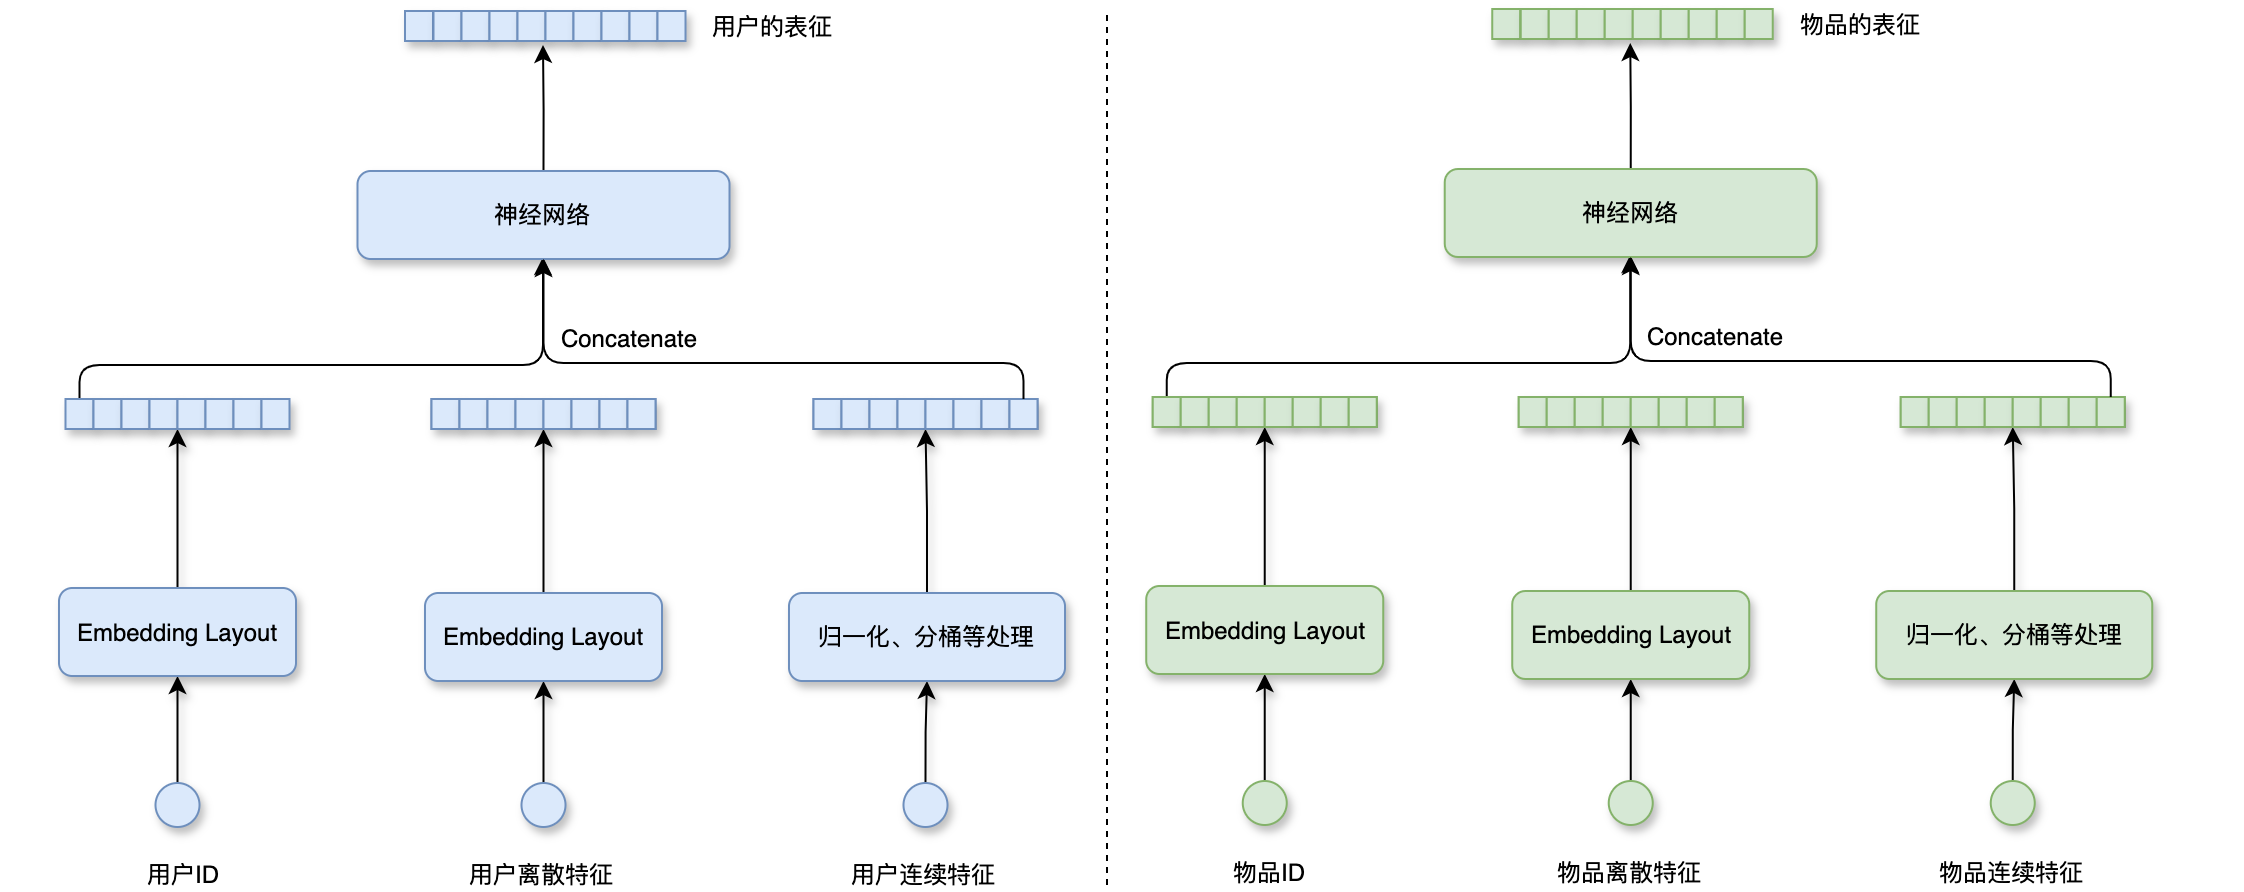 用户的表征
神经网络
Concatenate
Embedding Layout
Embedding Layout
归一化、分桶等处理
用户ID
用户离散特征
用户连续特征
物品的表征
神经网络
Concatenate
Embedding Layout
Embedding Layout
归一化、分桶等处理
物品ID
物品离散特征
物品连续特征